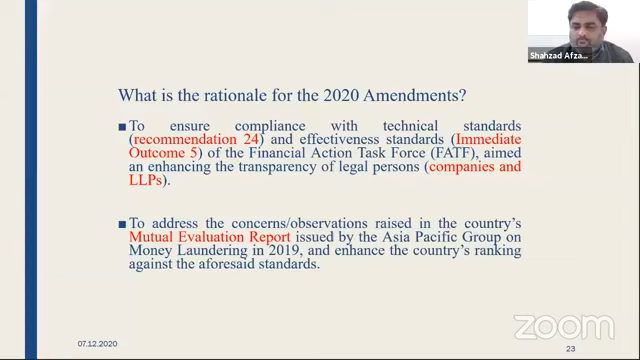 Shahzad Afza...
What is the rationale for the 2020 Amendments?
■To ensure compliance with technical standards
(recommendation 24) and effectiveness standards (Immediate
Outcome 5) of the Financial Action Task Force (FATF), aimed
an enhancing the transparency of legal persons (companies and
LLPs).
■To address the concerns/observations raised in the country's
Mutual Evaluation Report issued by the Asia Pacific Group on
Money Laundering in 2019, and enhance the country's ranking
against the aforesaid standards.
zoom
07.12.2020
23